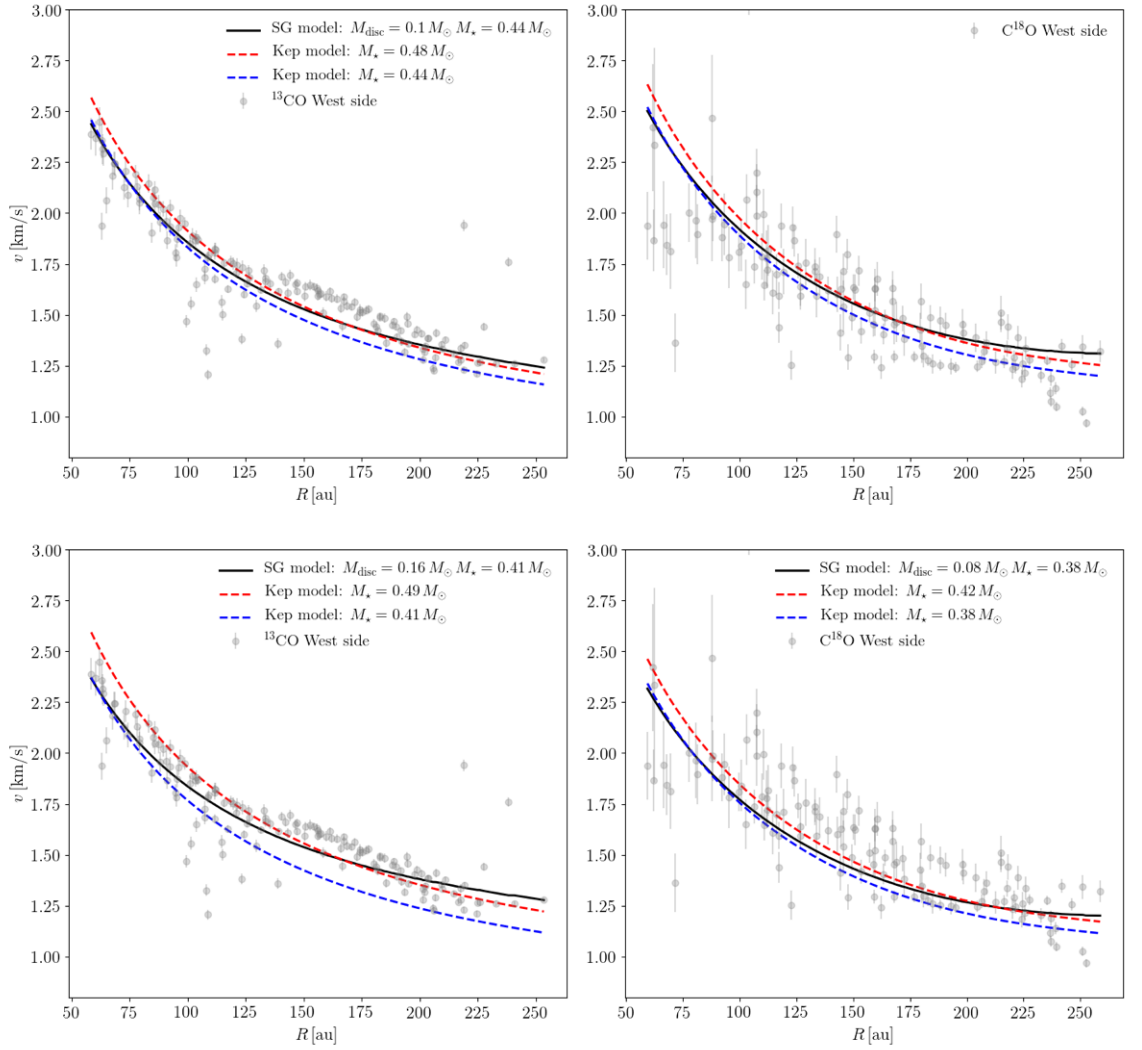 3.00
2.75
2.50
2.25
2.00
1.75
1.50
1.25
1.00
v [km/s]
50 75 100 125 150 175 200 225 250
R [au]
SG model: M_disc = 0.1 M_⊙ M_⋆ = 0.44 M_⊙
Kep model: M_⋆ = 0.48 M_⊙
Kep model: M_⋆ = 0.44 M_⊙
¹³CO West side
3.00
2.75
2.50
2.25
2.00
1.75
1.50
1.25
1.00
50 75 100 125 150 175 200 225 250
R [au]
C¹⁸O West side
3.00
2.75
2.50
2.25
2.00
1.75
1.50
1.25
1.00
v [km/s]
50 75 100 125 150 175 200 225 250
R [au]
SG model: M_disc = 0.16 M_⊙ M_⋆ = 0.41 M_⊙
Kep model: M_⋆ = 0.49 M_⊙
Kep model: M_⋆ = 0.41 M_⊙
¹³CO West side
3.00
2.75
2.50
2.25
2.00
1.75
1.50
1.25
1.00
50 75 100 125 150 175 200 225 250
R [au]
SG model: M_disc = 0.08 M_⊙ M_⋆ = 0.38 M_⊙
Kep model: M_⋆ = 0.42 M_⊙
Kep model: M_⋆ = 0.38 M_⊙
C¹⁸O West side